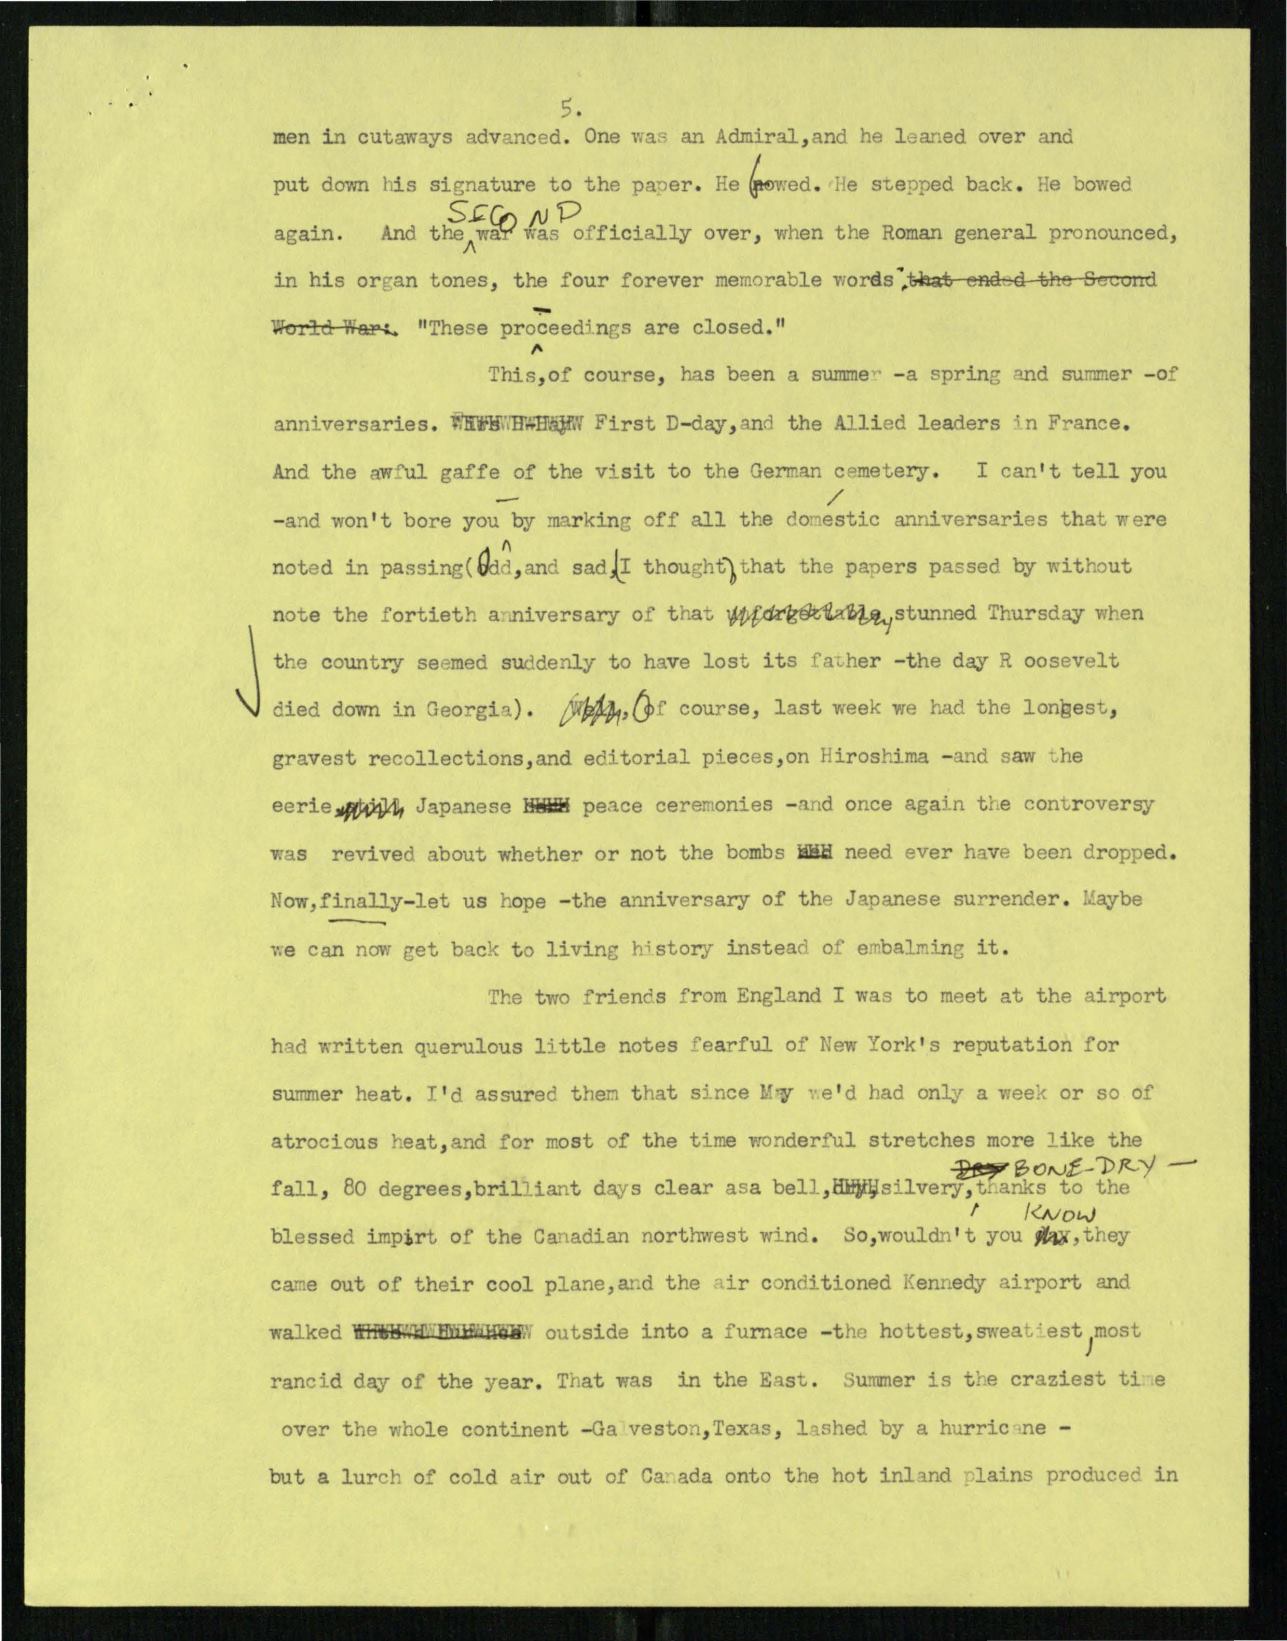 5.
men in cutaways advanced. One was an Admiral,and he leaned over and
put down his signature to the paper. He bowed. He stepped back. He bowed
SECOND
again. And the war was officially over, when the Roman general pronounced,
in his organ tones, the four forever memorable words: that ended the Second
World War: "These proceedings are closed."
This,of course, has been a summer -a spring and summer -of
anniversaries. First D-day,and the Allied leaders in France.
And the awful gaffe of the visit to the German cemetery. I can't tell you
-and won't bore you by marking off all the domestic anniversaries that were
noted in passing(Odd,and sad,(I thought) that the papers passed by without
note the fortieth anniversary of that unforgettable, stunned Thursday when
the country seemed suddenly to have lost its father -the day R oosevelt
died down in Georgia). Of course, last week we had the longest,
gravest recollections,and editorial pieces,on Hiroshima -and saw the
eerie still Japanese peace ceremonies -and once again the controversy
was revived about whether or not the bombs need ever have been dropped.
Now,finally-let us hope -the anniversary of the Japanese surrender. Maybe
we can now get back to living history instead of embalming it.
The two friends from England I was to meet at the airport
had written querulous little notes fearful of New York's reputation for
summer heat. I'd assured them that since May we'd had only a week or so of
atrocious heat,and for most of the time wonderful stretches more like the
DRY BONE-DRY -
fall, 80 degrees,brilliant days clear asa bell, silvery,thanks to the
KNOW
blessed impirt of the Canadian northwest wind. So,wouldn't you ,they
came out of their cool plane,and the air conditioned Kennedy airport and
walked outside into a furnace -the hottest,sweatiest,most
rancid day of the year. That was in the East. Summer is the craziest time
over the whole continent -Galveston,Texas, lashed by a hurricane -
but a lurch of cold air out of Canada onto the hot inland plains produced in